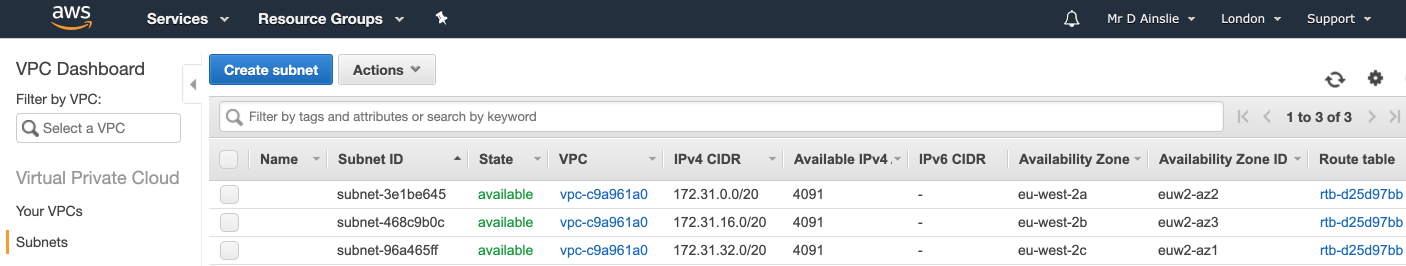 aws Services Resource Groups Mr D Ainslie London Support
VPC Dashboard
Filter by VPC:
Select a VPC
Virtual Private Cloud
Your VPCs
Subnets
Create subnet Actions
Filter by tags and attributes or search by keyword 1 to 3 of 3
Name Subnet ID State VPC IPv4 CIDR Available IPv4 IPv6 CIDR Availability Zone Availability Zone ID Route table
subnet-3e1be645 available vpc-c9a961a0 172.31.0.0/20 4091 - eu-west-2a euw2-az2 rtb-d25d97bb
subnet-468c9b0c available vpc-c9a961a0 172.31.16.0/20 4091 - eu-west-2b euw2-az3 rtb-d25d97bb
subnet-96a465ff available vpc-c9a961a0 172.31.32.0/20 4091 - eu-west-2c euw2-az1 rtb-d25d97bb